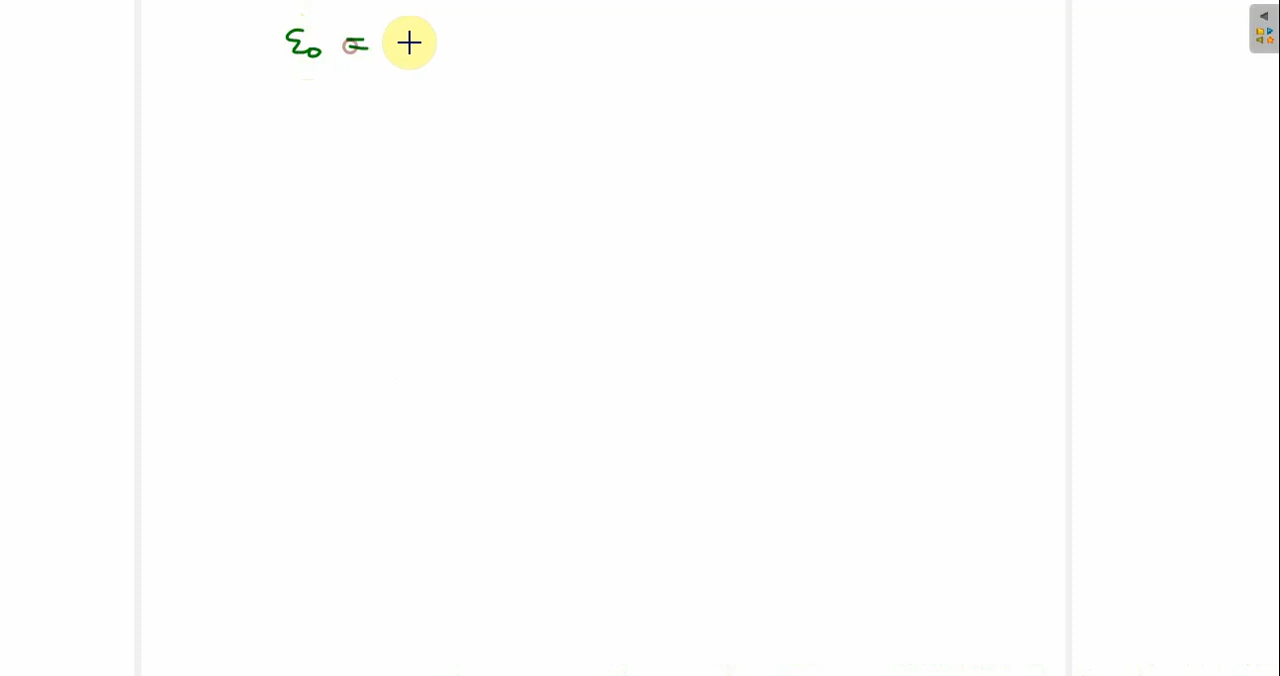 ε₀ =